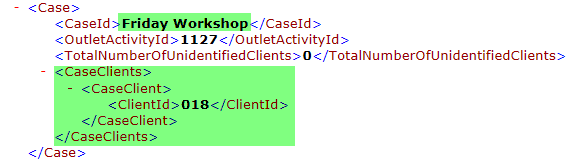 - <Case>
<CaseId>Friday Workshop</CaseId>
<OutletActivityId>1127</OutletActivityId>
<TotalNumberOfUnidentifiedClients>0</TotalNumberOfUnidentifiedClients>
- <CaseClients>
- <CaseClient>
<ClientId>018</ClientId>
</CaseClient>
</CaseClients>
</Case>